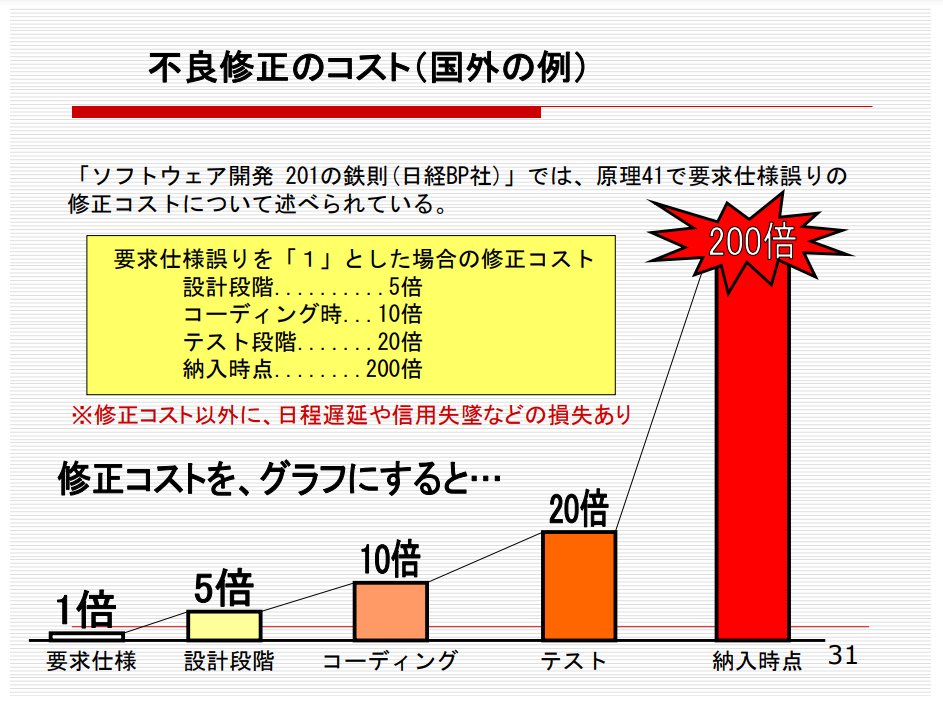 不良修正のコスト(国外の例)
「ソフトウェア開発 201の鉄則(日経BP社)」では、原理41で要求仕様誤りの
修正コストについて述べられている。
要求仕様誤りを「1」とした場合の修正コスト
設計段階..........5倍
コーディング時...10倍
テスト段階.......20倍
納入時点........200倍
※修正コスト以外に、日程遅延や信用失墜などの損失あり
修正コストを、グラフにすると…
1倍
5倍
10倍
20倍
200倍
要求仕様
設計段階
コーディング
テスト
納入時点
31